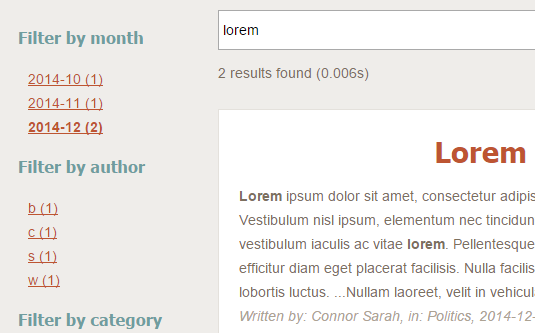 Filter by month
2014-10 (1)
2014-11 (1)
2014-12 (2)
Filter by author
b (1)
c (1)
s (1)
w (1)
Filter by category
lorem
2 results found (0.006s)
Lorem
Lorem ipsum dolor sit amet, consectetur adipis
Vestibulum nisl ipsum, elementum nec tincidun
vestibulum iaculis ac vitae lorem. Pellentesque
efficitur diam eget placerat facilisis. Nulla facilis
lobortis luctus. ...Nullam laoreet, velit in vehicul
Written by: Connor Sarah, in: Politics, 2014-12-